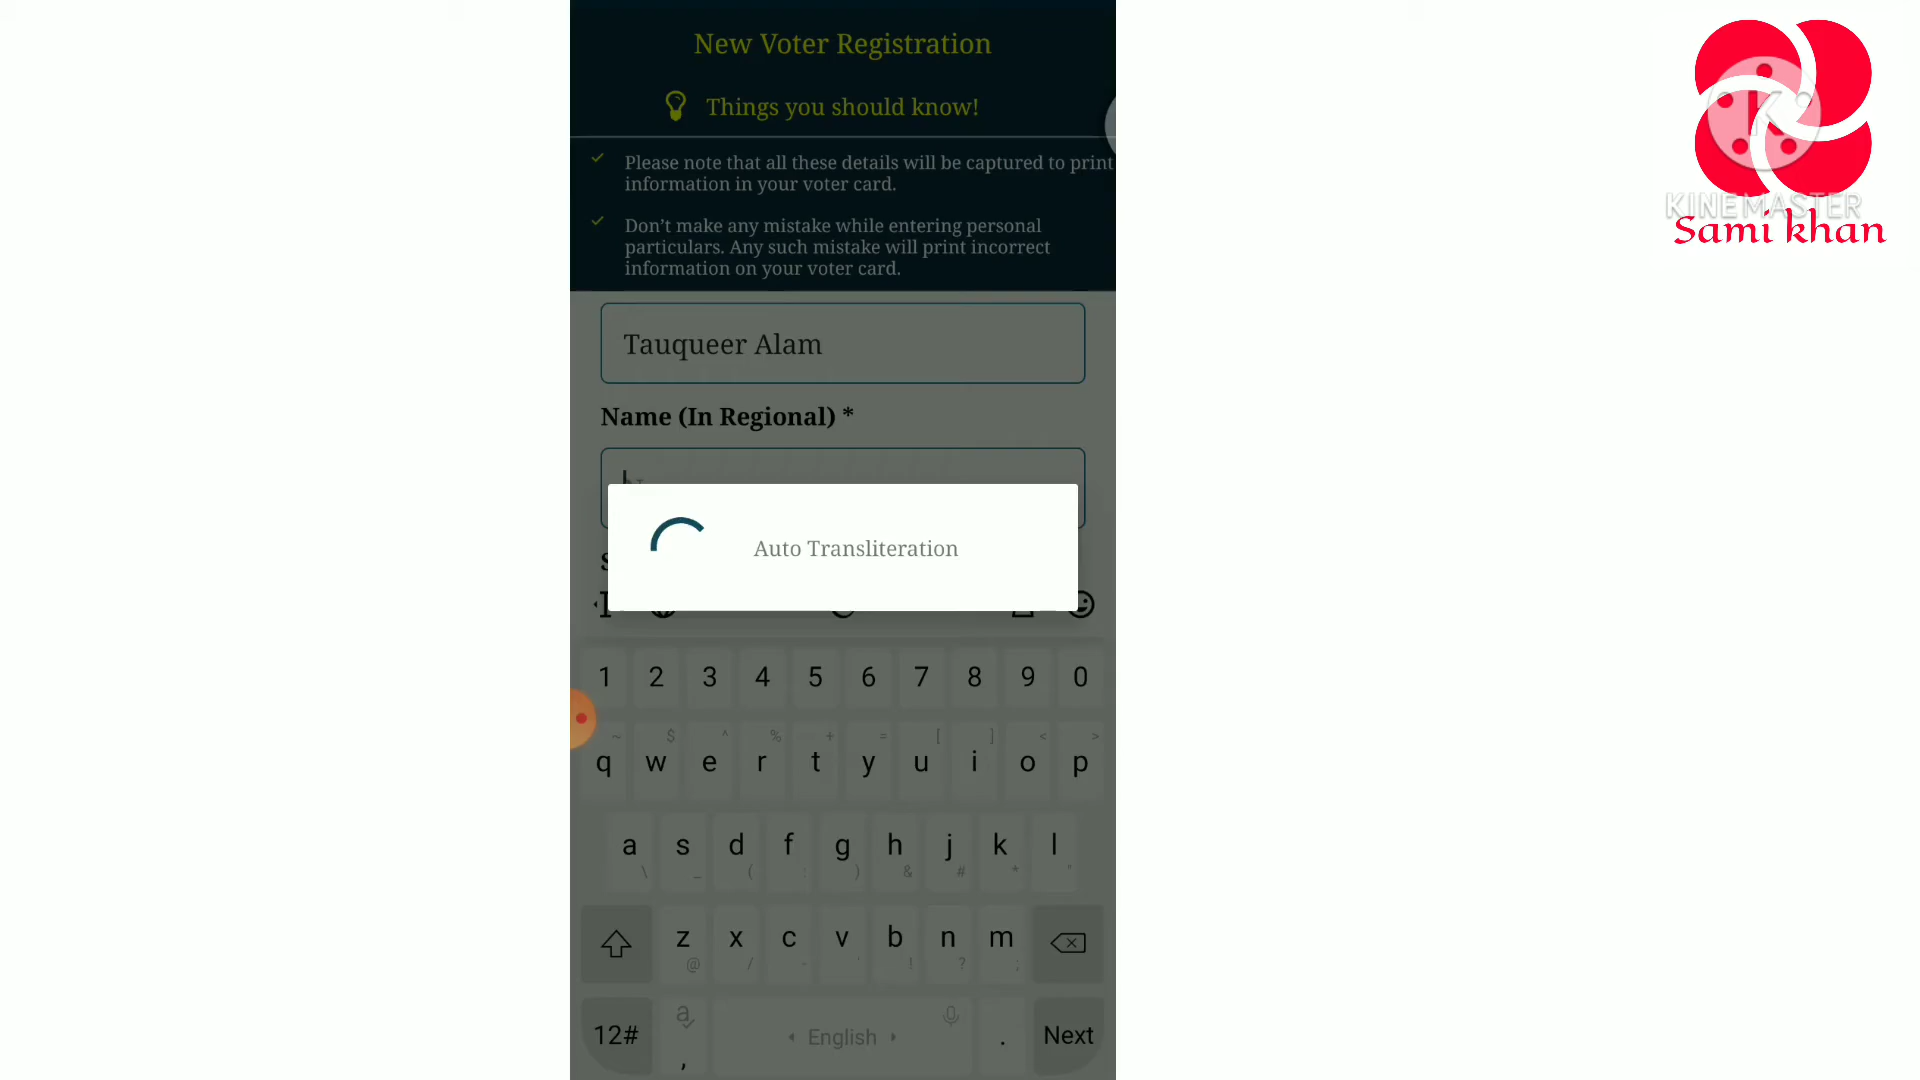 New Voter Registration
Things you should know!
Please note that all these details will be captured to print
information in your voter card.
Don't make any mistake while entering personal
particulars. Any such mistake will print incorrect
information on your voter card.
Tauqueer Alam
Name (In Regional) *
Auto Transliteration
1 2 3 4 5 6 7 8 9 0
~ $ ^ % + = [ ] < >
q w e r t y u i o p
a s d f g h j k l
\ _ ( : ) & # * "
z x c v b n m
@ / - ' ! ? ;
12# , English . Next
K
KINEMASTER
Sami khan